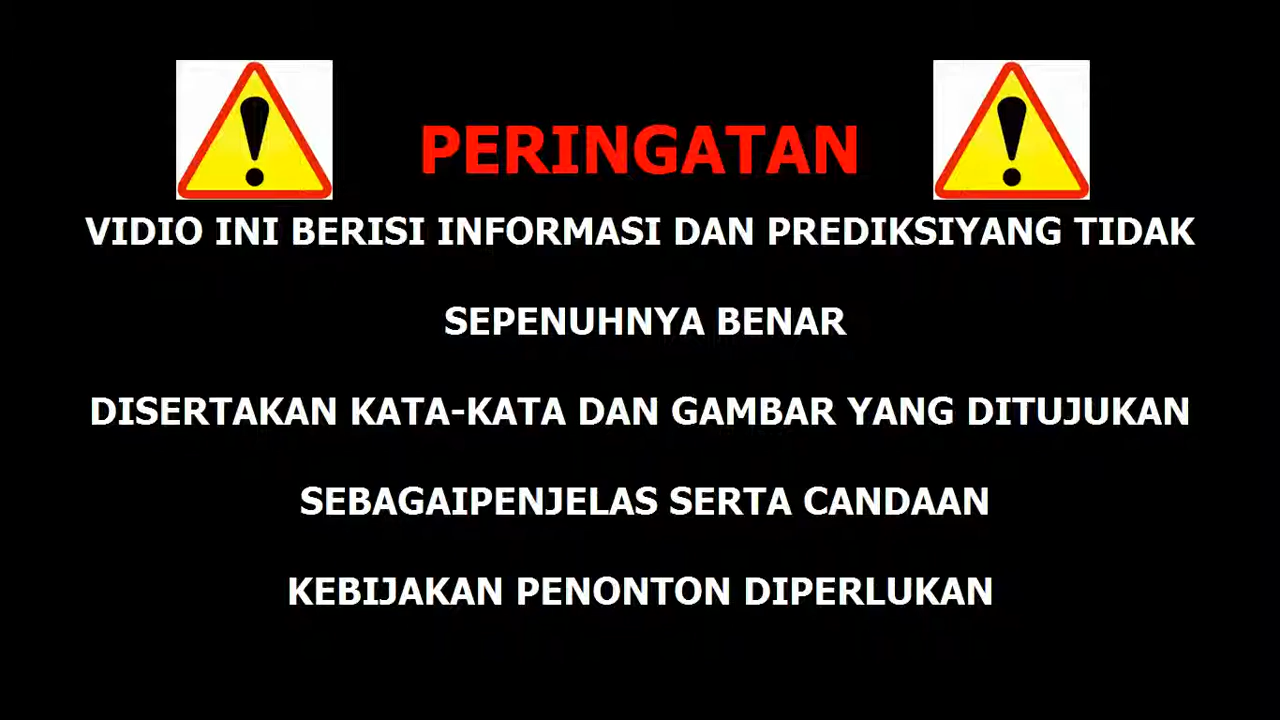 PERINGATAN
VIDIO INI BERISI INFORMASI DAN PREDIKSIYANG TIDAK
SEPENUHNYA BENAR
DISERTAKAN KATA-KATA DAN GAMBAR YANG DITUJUKAN
SEBAGAIPENJELAS SERTA CANDAAN
KEBIJAKAN PENONTON DIPERLUKAN